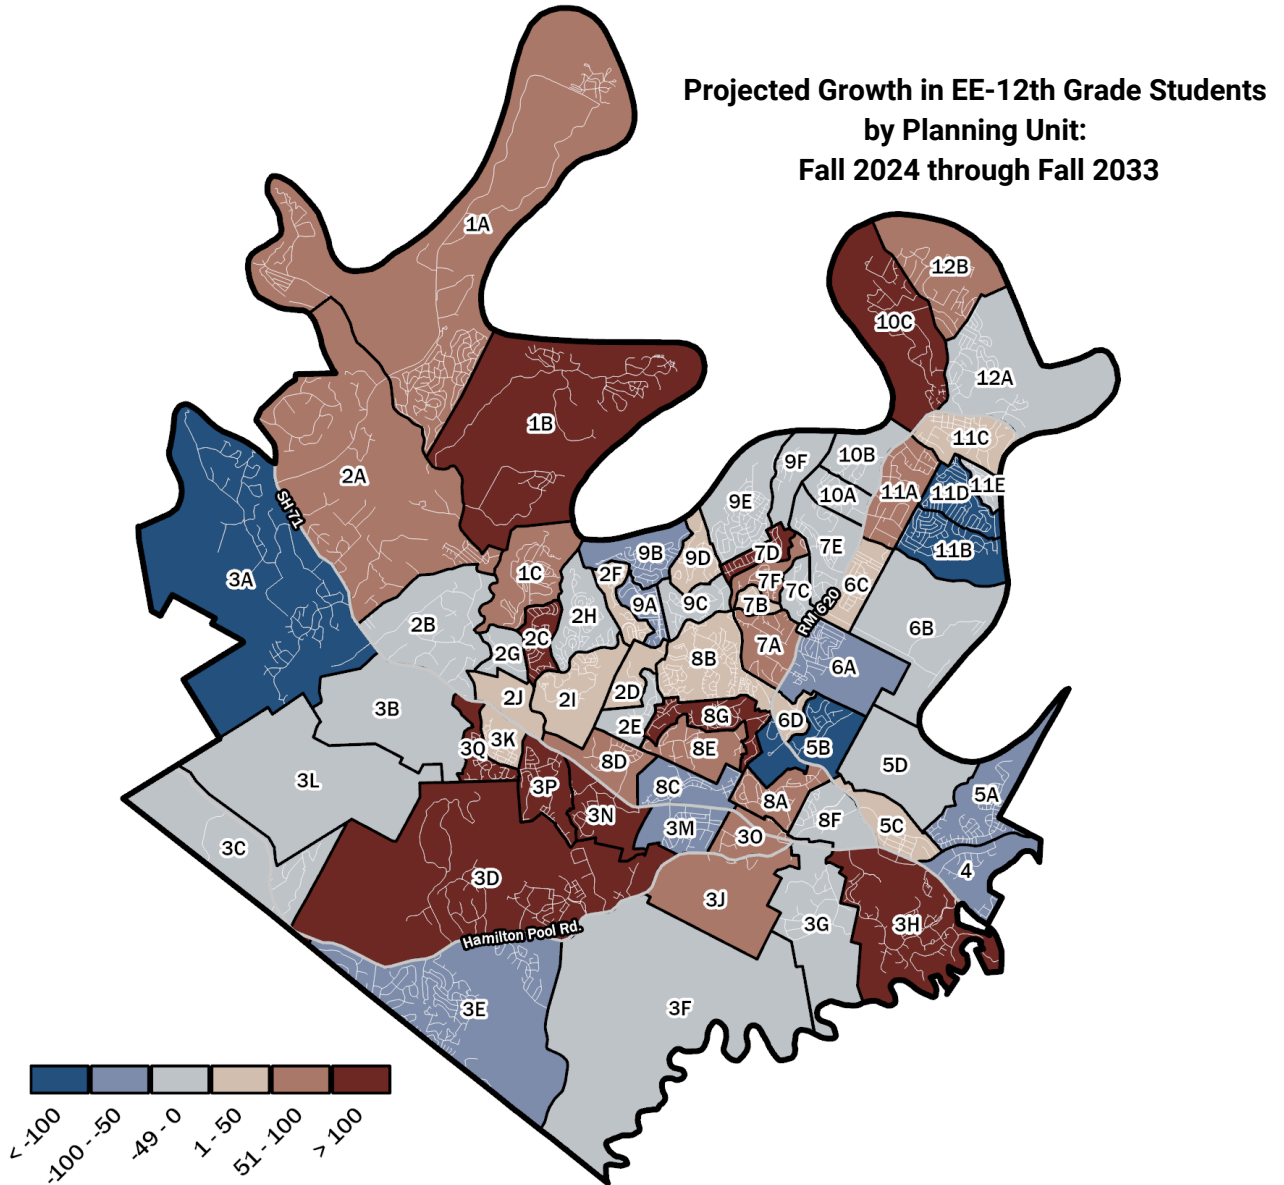 Projected Growth in EE-12th Grade Students
by Planning Unit:
Fall 2024 through Fall 2033
1A
12B
10C
12A
1B
11C
10B
9F
2A
11E
11D
11A
10A
9E
SH 71
7E
11B
7D
9B
9D
1C
2F
7F
3A
6C
7C
9A
9C
7B
RM 620
2H
2B
6B
2C
7A
2G
8B
6A
2D
2J
2I
3B
8G
6D
2E
3K
3Q
8E
5B
8D
5D
3L
3P
8C
5A
8A
3N
8F
5C
3M
3O
3C
4
3D
3J
3G
3H
Hamilton Pool Rd.
3E
3F
< -100
-100 - -50
-49 - 0
1 - 50
51 - 100
> 100